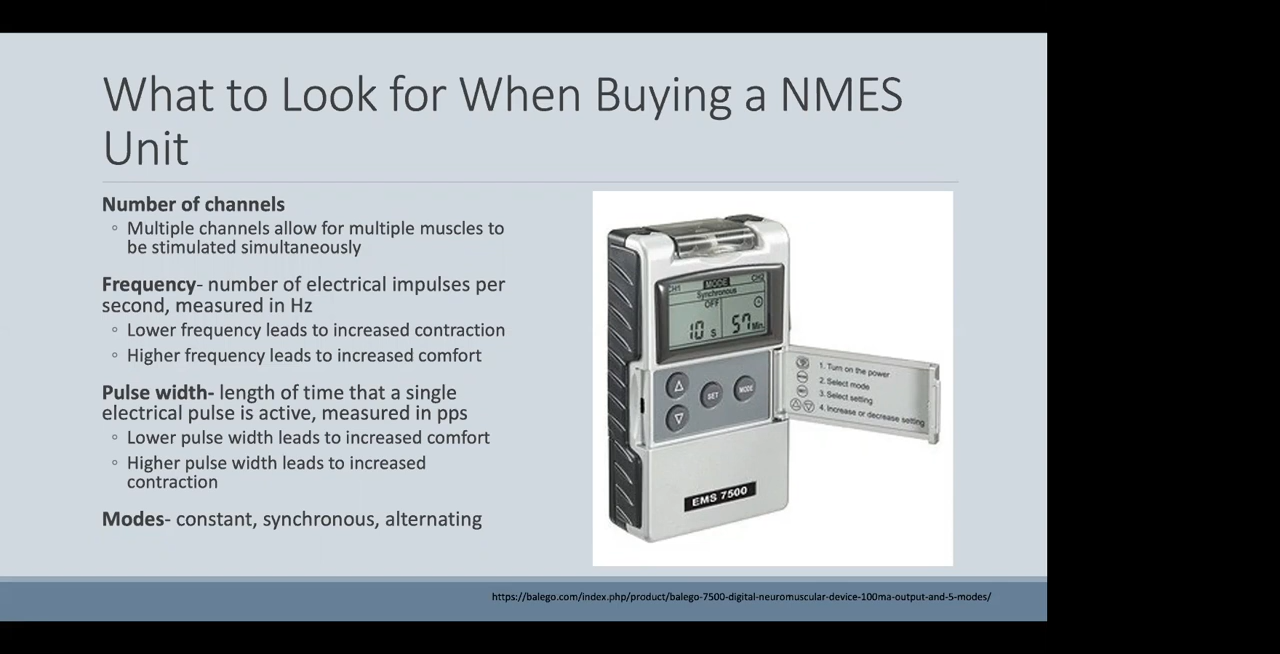 What to Look for When Buying a NMES
Unit
Number of channels
◦ Multiple channels allow for multiple muscles to
be stimulated simultaneously
Frequency- number of electrical impulses per
second, measured in Hz
◦ Lower frequency leads to increased contraction
◦ Higher frequency leads to increased comfort
Pulse width- length of time that a single
electrical pulse is active, measured in pps
◦ Lower pulse width leads to increased comfort
◦ Higher pulse width leads to increased
contraction
Modes- constant, synchronous, alternating
CH1 MODE CH2
Synchronous
OFF
10 S 57 Min.
SET MODE
1. Turn on the power
2. Select mode
3. Select setting
4. Increase or decrease setting
EMS 7500
https://balego.com/index.php/product/balego-7500-digital-neuromuscular-device-100ma-output-and-5-modes/